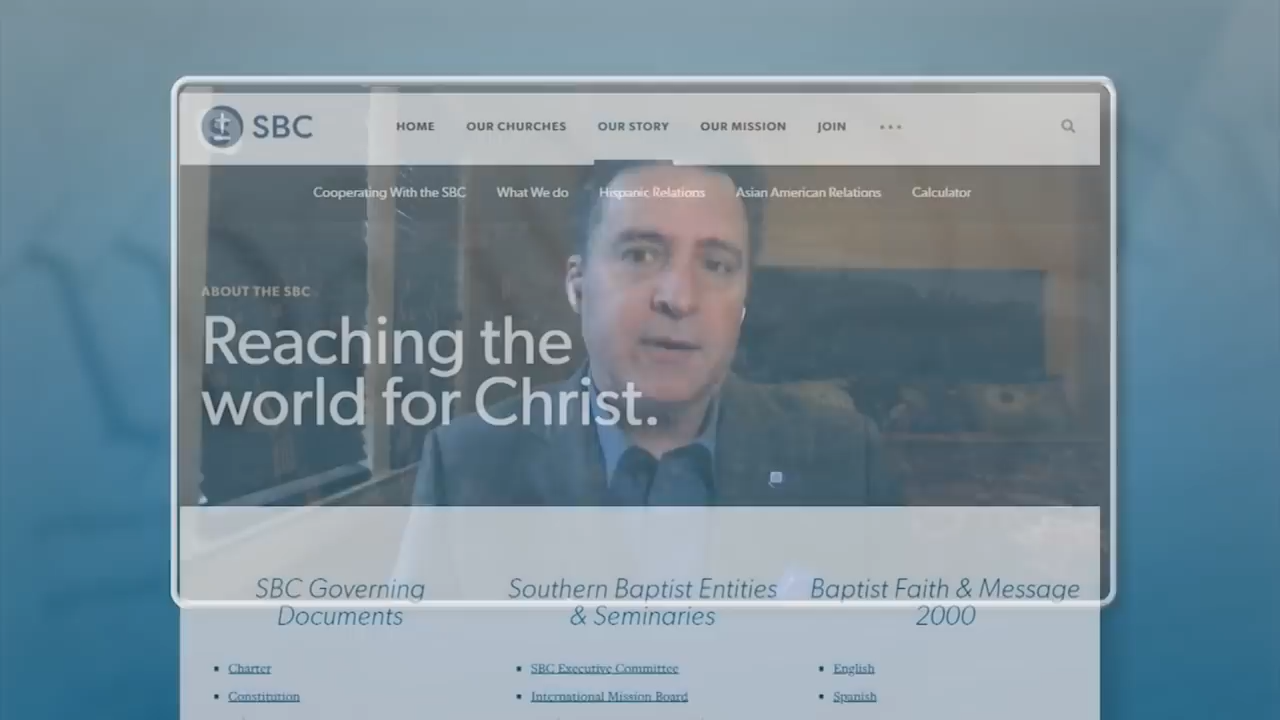 SBC
HOME OUR CHURCHES OUR STORY OUR MISSION JOIN
Cooperating With the SBC What We do Hispanic Relations Asian American Relations Calculator
ABOUT THE SBC
Reaching the
world for Christ.
SBC Governing
Documents
Southern Baptist Entities
& Seminaries
Baptist Faith & Message
2000
Charter
Constitution
SBC Executive Committee
International Mission Board
English
Spanish